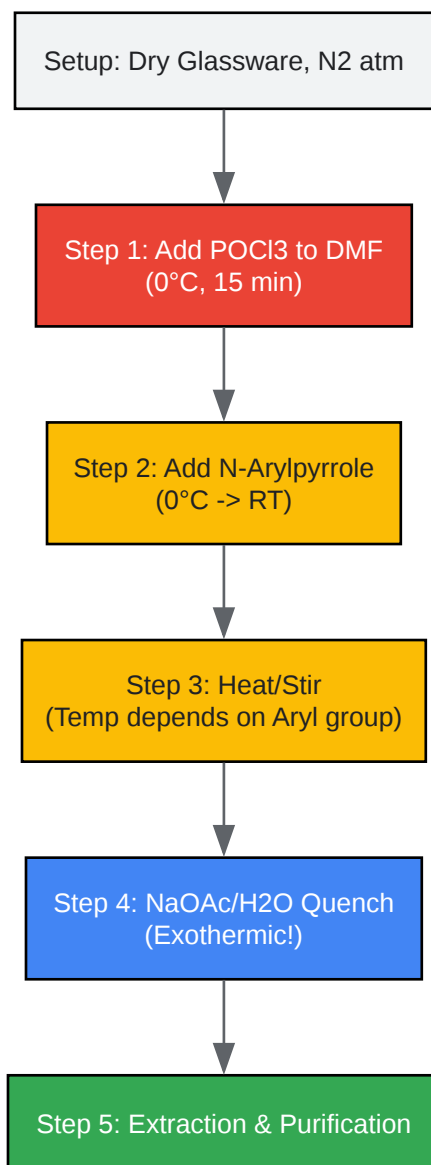 Setup: Dry Glassware, N2 atm
Step 1: Add POCl3 to DMF
(0°C, 15 min)
Step 2: Add N-Arylpyrrole
(0°C -> RT)
Step 3: Heat/Stir
(Temp depends on Aryl group)
Step 4: NaOAc/H2O Quench
(Exothermic!)
Step 5: Extraction & Purification